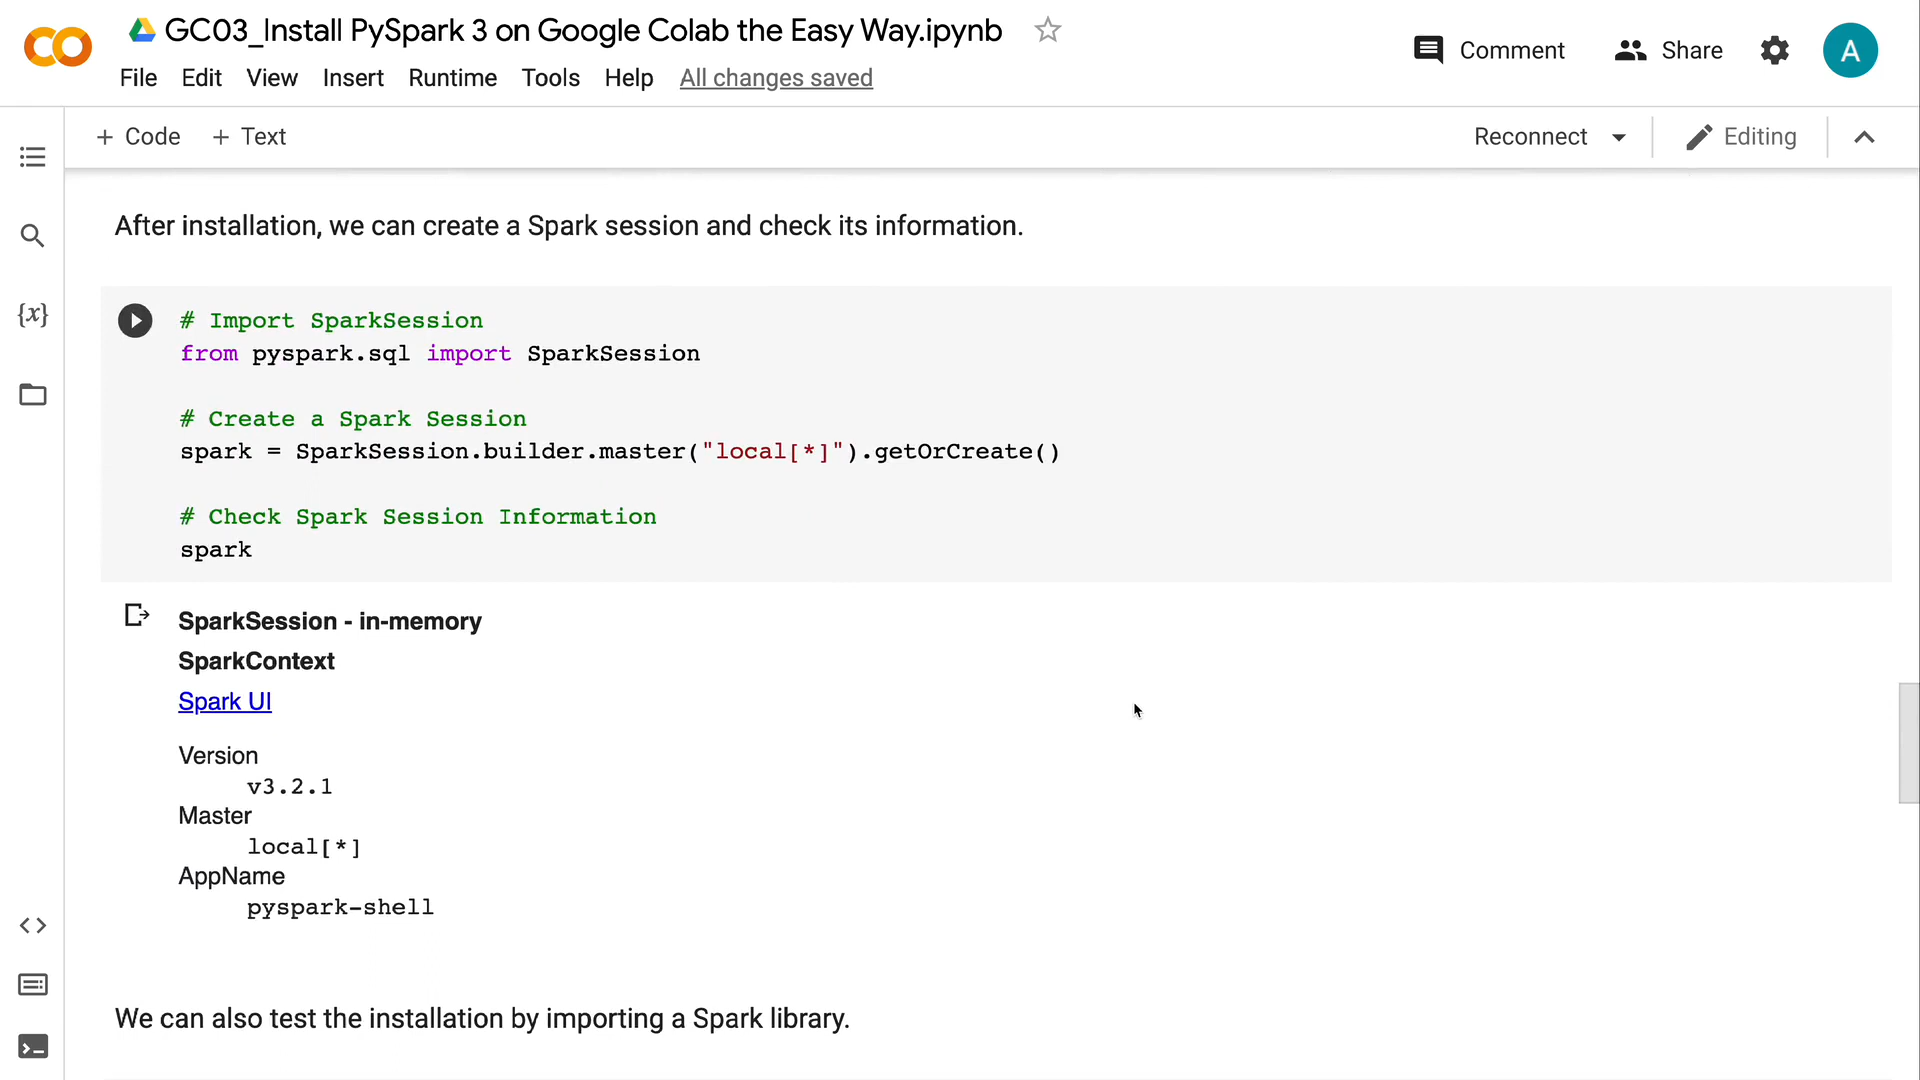 GC03_Install PySpark 3 on Google Colab the Easy Way.ipynb
File Edit View Insert Runtime Tools Help All changes saved
Comment Share A
+ Code + Text
Reconnect Editing
After installation, we can create a Spark session and check its information.
# Import SparkSession
from pyspark.sql import SparkSession
# Create a Spark Session
spark = SparkSession.builder.master("local[*]").getOrCreate()
# Check Spark Session Information
spark
SparkSession - in-memory
SparkContext
Spark UI
Version
v3.2.1
Master
local[*]
AppName
pyspark-shell
We can also test the installation by importing a Spark library.